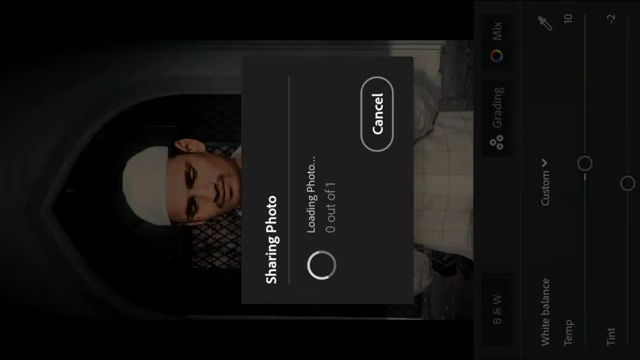 Sharing Photo
Loading Photo...
0 out of 1
Cancel
B & W
Grading
Mix
White balance
Custom
Temp
10
Tint
-2